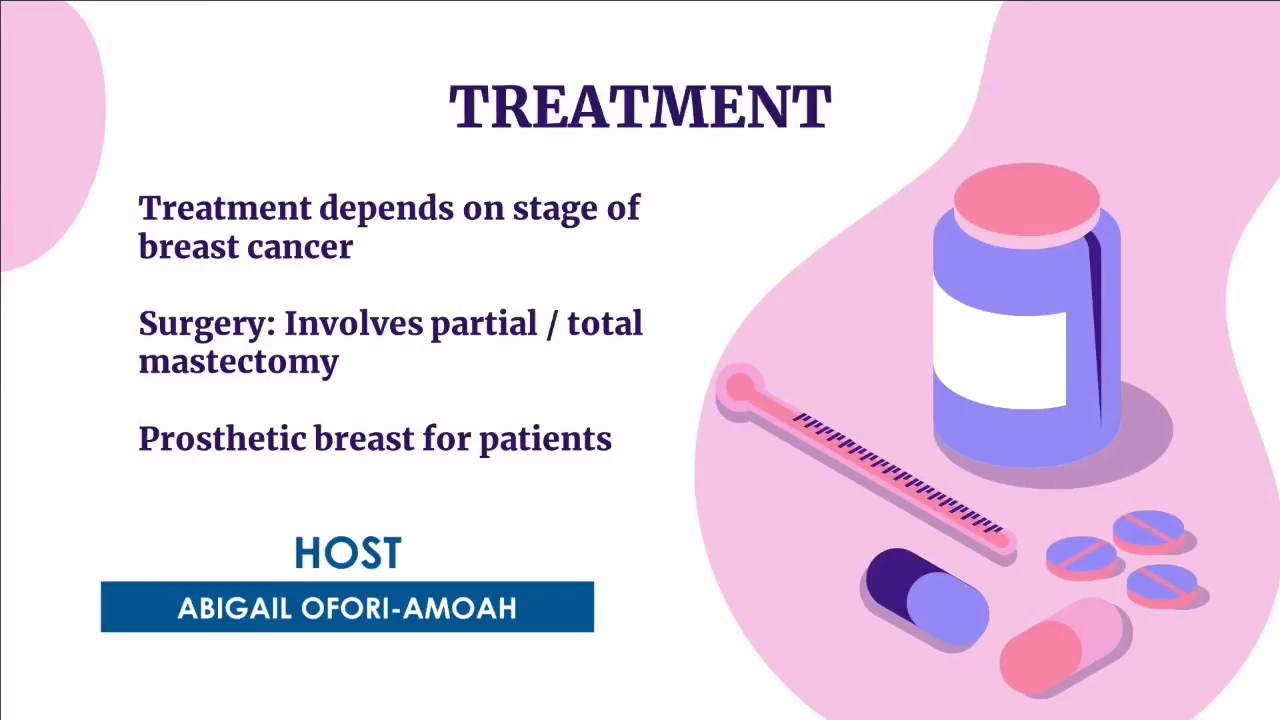 TREATMENT
Treatment depends on stage of
breast cancer
Surgery: Involves partial / total
mastectomy
Prosthetic breast for patients
HOST
ABIGAIL OFORI-AMOAH